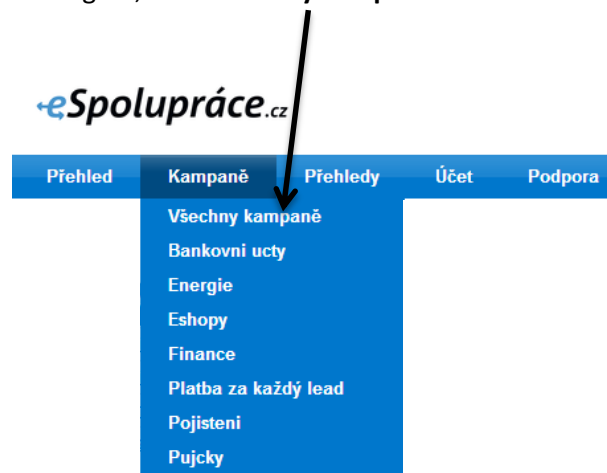 eSpolupráce.cz
Přehled Kampaně Přehledy Účet Podpora
Všechny kampaně
Bankovni ucty
Energie
Eshopy
Finance
Platba za každý lead
Pojisteni
Pujcky